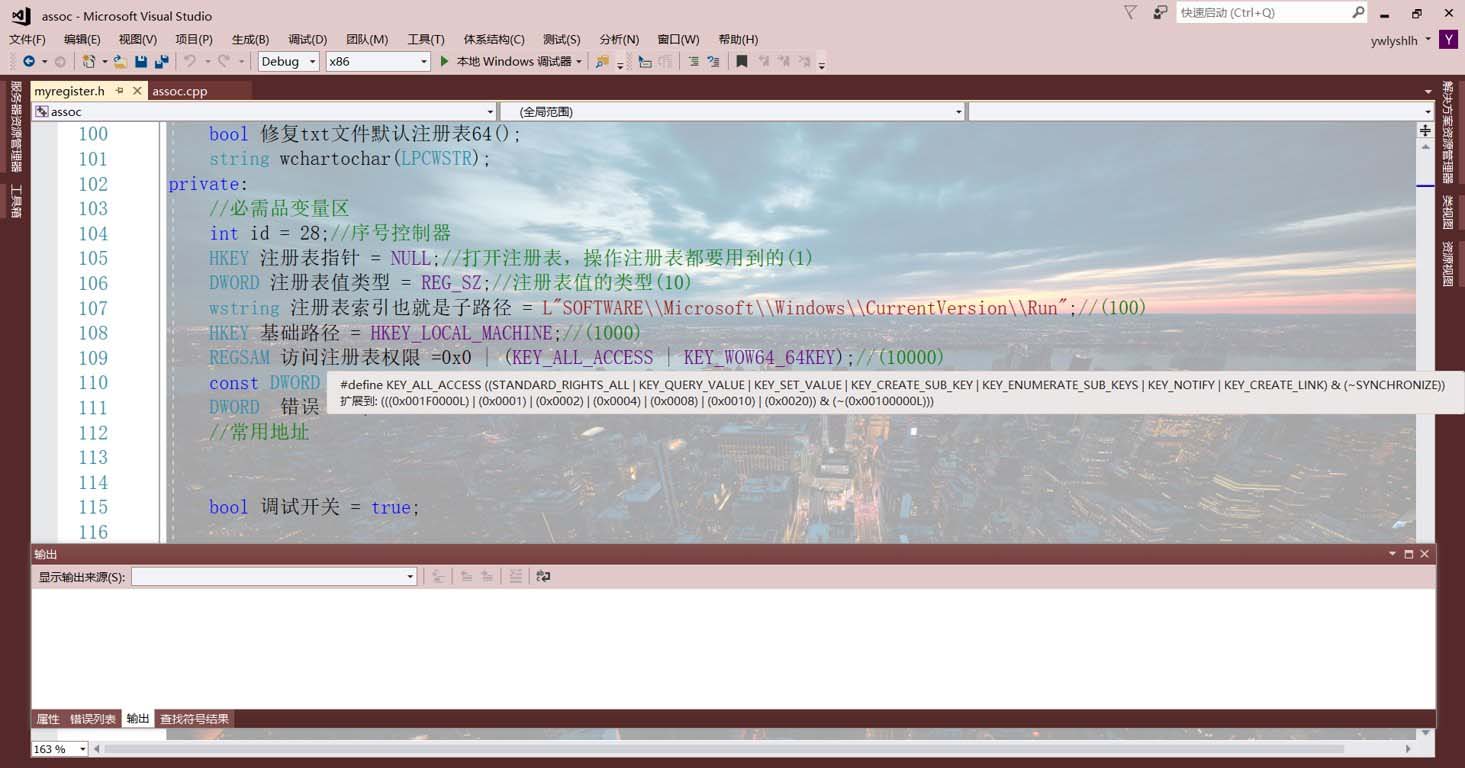 assoc - Microsoft Visual Studio
快速启动 (Ctrl+Q)
文件(F) 编辑(E) 视图(V) 项目(P) 生成(B) 调试(D) 团队(M) 工具(T) 体系结构(C) 测试(S) 分析(N) 窗口(W) 帮助(H)
ywlyshlh Y
Debug x86 本地 Windows 调试器
服务器资源管理器
工具箱
myregister.h assoc.cpp
assoc (全局范围)
100 bool 修复txt文件默认注册表64();
101 string wchartochar(LPCWSTR);
102 private:
103 //必需品变量区
104 int id = 28;//序号控制器
105 HKEY 注册表指针 = NULL;//打开注册表，操作注册表都要用到的(1)
106 DWORD 注册表值类型 = REG_SZ;//注册表值的类型(10)
107 wstring 注册表索引也就是子路径 = L"SOFTWARE\\Microsoft\\Windows\\CurrentVersion\\Run";//(100)
108 HKEY 基础路径 = HKEY_LOCAL_MACHINE;//(1000)
109 REGSAM 访问注册表权限 =0x0 | (KEY_ALL_ACCESS | KEY_WOW64_64KEY);//(10000)
110 const DWORD
#define KEY_ALL_ACCESS ((STANDARD_RIGHTS_ALL | KEY_QUERY_VALUE | KEY_SET_VALUE | KEY_CREATE_SUB_KEY | KEY_ENUMERATE_SUB_KEYS | KEY_NOTIFY | KEY_CREATE_LINK) & (~SYNCHRONIZE))
扩展到: (((0x001F0000L) | (0x0001) | (0x0002) | (0x0004) | (0x0008) | (0x0010) | (0x0020)) & (~(0x00100000L)))
111 DWORD 错误
112 //常用地址
113
114
115 bool 调试开关 = true;
116
解决方案资源管理器
类视图
资源视图
输出
显示输出来源(S):
属性 错误列表 输出 查找符号结果
163 %